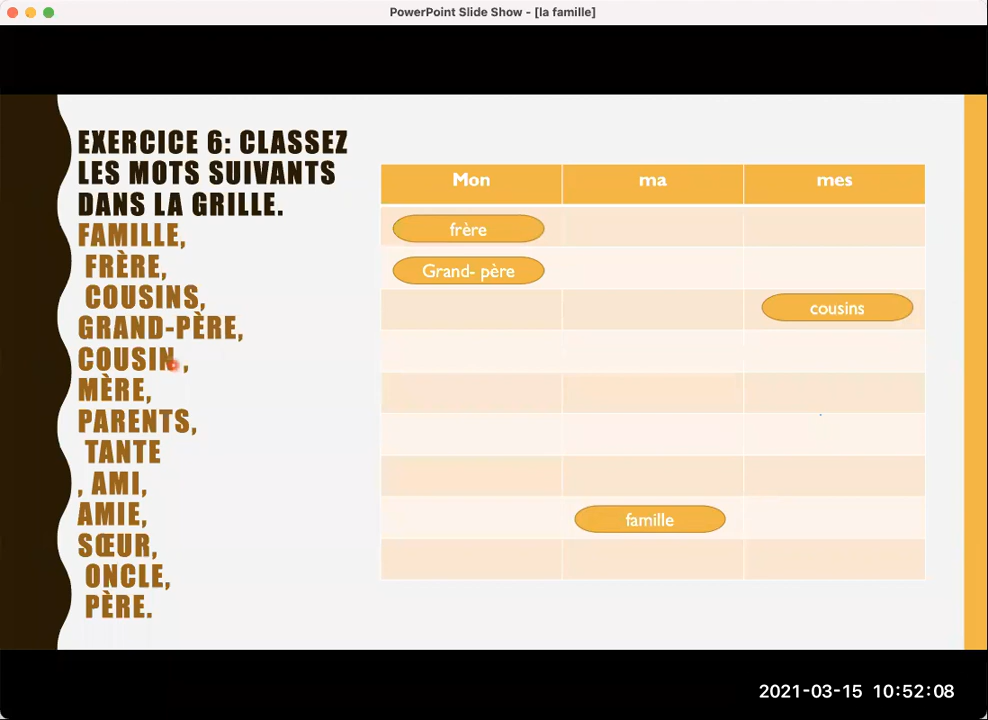 PowerPoint Slide Show - [la famille]
EXERCICE 6: CLASSEZ
LES MOTS SUIVANTS
DANS LA GRILLE.
FAMILLE,
FRÈRE,
COUSINS,
GRAND-PÈRE,
COUSIN ,
MÈRE,
PARENTS,
TANTE
, AMI,
AMIE,
SŒUR,
ONCLE,
PÈRE.
Mon ma mes
frère
Grand- père
cousins
famille
2021-03-15 10:52:08